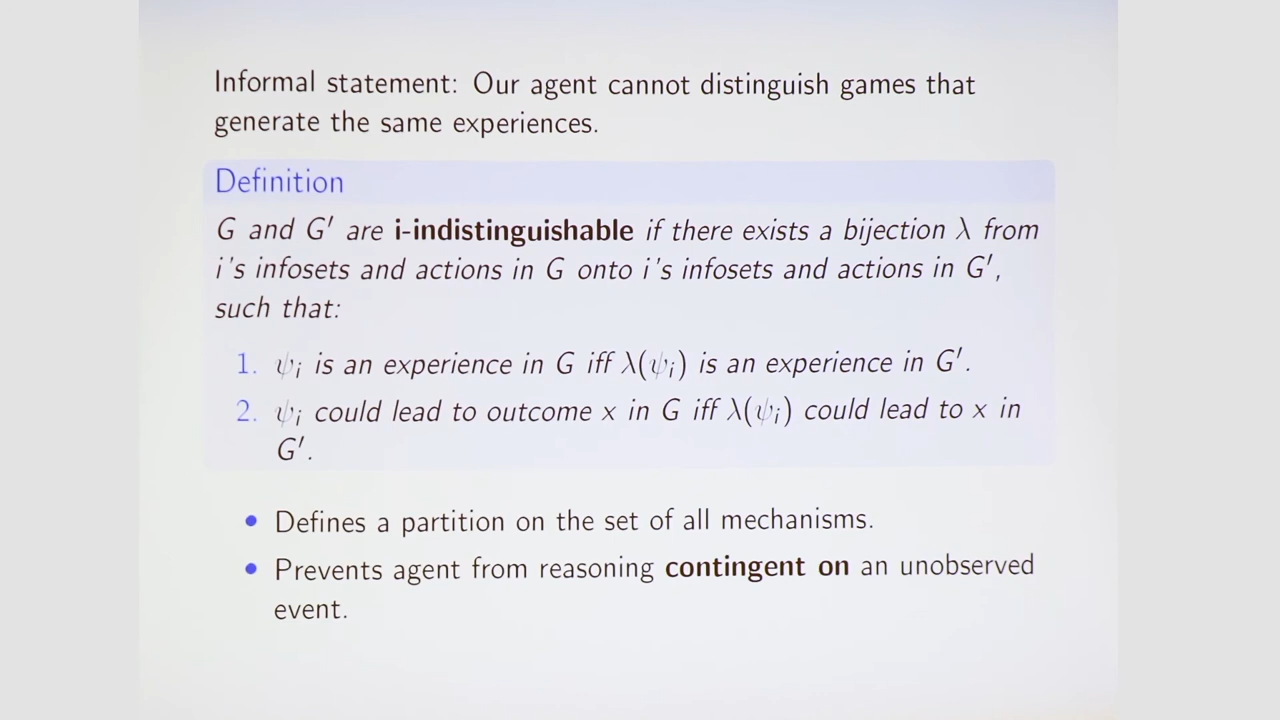 Informal statement: Our agent cannot distinguish games that
generate the same experiences.
Definition
G and G′ are i-indistinguishable if there exists a bijection λ from
i's infosets and actions in G onto i's infosets and actions in G′,
such that:
1. ψᵢ is an experience in G iff λ(ψᵢ) is an experience in G′.
2. ψᵢ could lead to outcome x in G iff λ(ψᵢ) could lead to x in
G′.
• Defines a partition on the set of all mechanisms.
• Prevents agent from reasoning contingent on an unobserved
event.